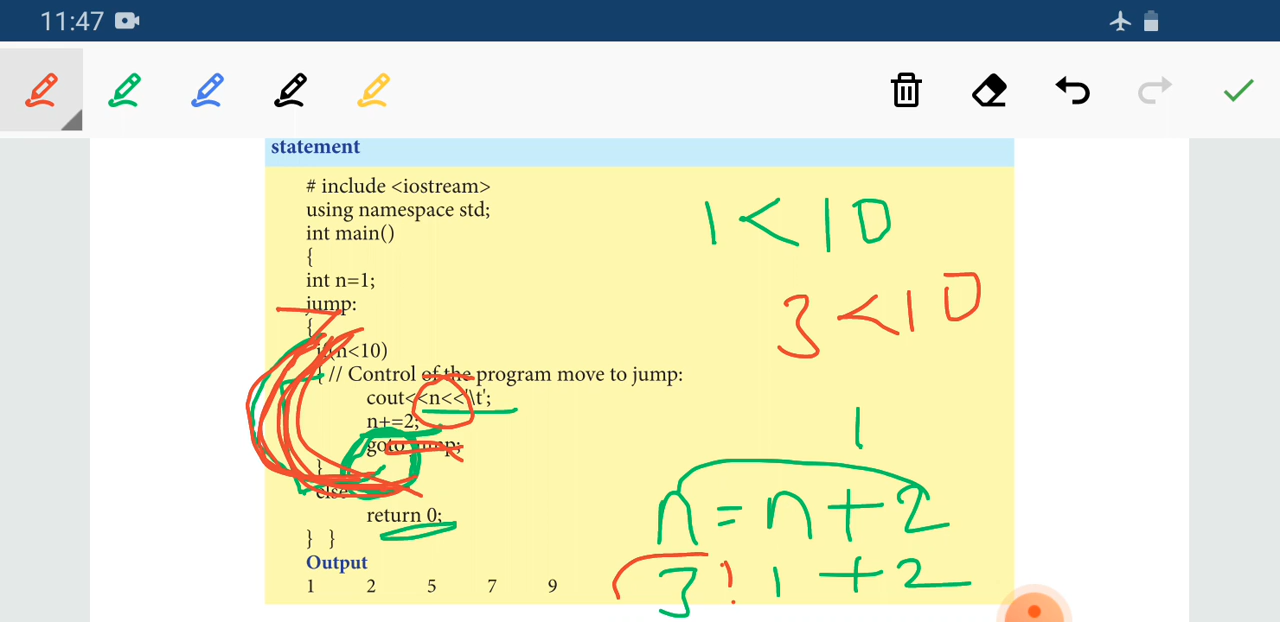 11:47
statement
# include <iostream>
using namespace std;
int main()
{
int n=1;
jump:
{
if(n<10)
{ // Control of the program move to jump:
cout<<n<<'\t';
n+=2;
goto jump;
}
else
return 0;
} }
Output
1 2 5 7 9
1 < 10
3 < 10
1
n = n + 2
3 1 + 2